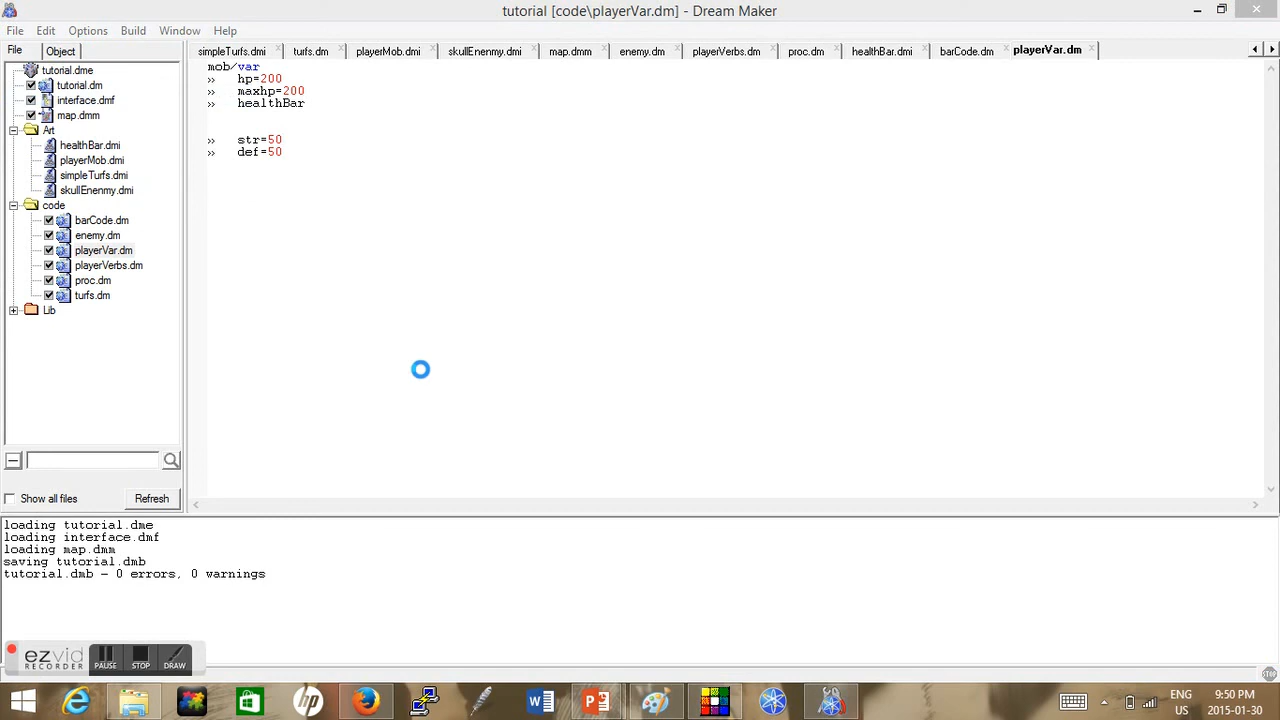 tutorial [code\playerVar.dm] - Dream Maker
File Edit Options Build Window Help
File Object
simpleTurfs.dmi turfs.dm playerMob.dmi skullEnenmy.dmi map.dmm enemy.dm playerVerbs.dm proc.dm healthBar.dmi barCode.dm playerVar.dm
tutorial.dme
tutorial.dm
interface.dmf
map.dmm
Art
healthBar.dmi
playerMob.dmi
simpleTurfs.dmi
skullEnenmy.dmi
code
barCode.dm
enemy.dm
playerVar.dm
playerVerbs.dm
proc.dm
turfs.dm
Lib
Show all files Refresh
mob/var
» hp=200
» maxhp=200
» healthBar
» str=50
» def=50
loading tutorial.dme
loading interface.dmf
loading map.dmm
saving tutorial.dmb
tutorial.dmb - 0 errors, 0 warnings
ezvid
RECORDER
PAUSE STOP DRAW
ENG
US
9:50 PM
2015-01-30